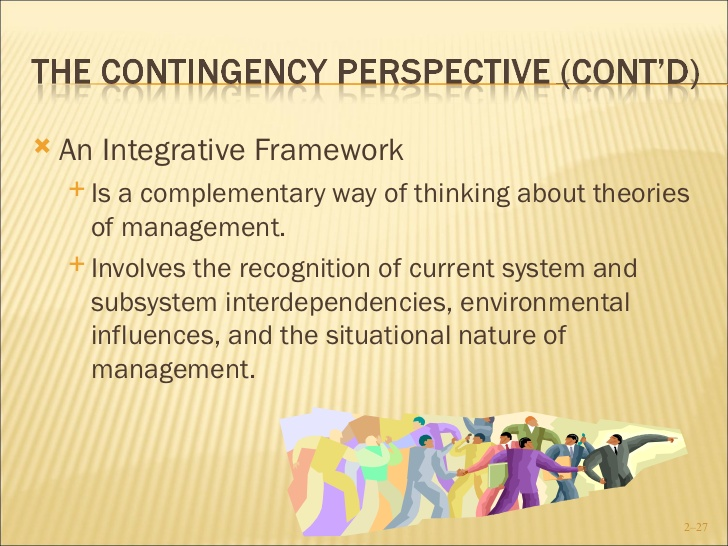 THE CONTINGENCY PERSPECTIVE (CONT'D)
An Integrative Framework
Is a complementary way of thinking about theories
of management.
Involves the recognition of current system and
subsystem interdependencies, environmental
influences, and the situational nature of
management.
2–27